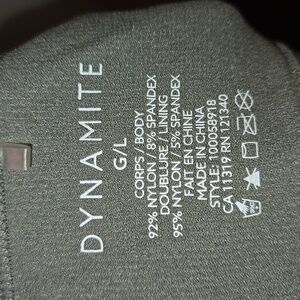 DYNAMITE
G/L
CORPS / BODY
92% NYLON / 8% SPANDEX
DOUBLURE / LINING
95% NYLON / 5% SPANDEX
FAIT EN CHINE
MADE IN CHINA
STYLE: 100058918
CA 11319 RN 121340